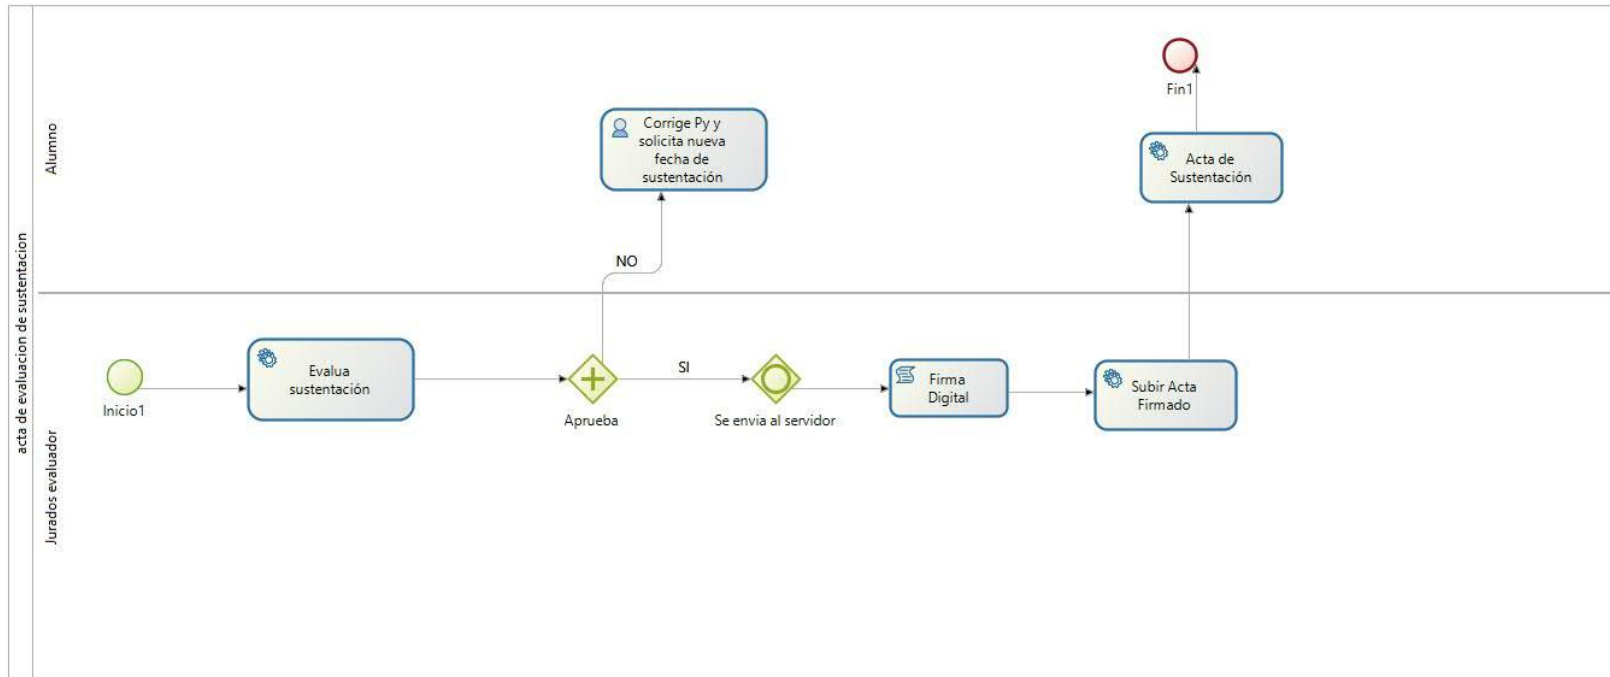 acta de evaluacion de sustentacion
Alumno
Corrige Py y
solicita nueva
fecha de
sustentación
Fin1
Acta de
Sustentación
NO
Jurados evaluador
Inicio1
Evalua
sustentación
Aprueba
SI
Se envia al servidor
Firma
Digital
Subir Acta
Firmado